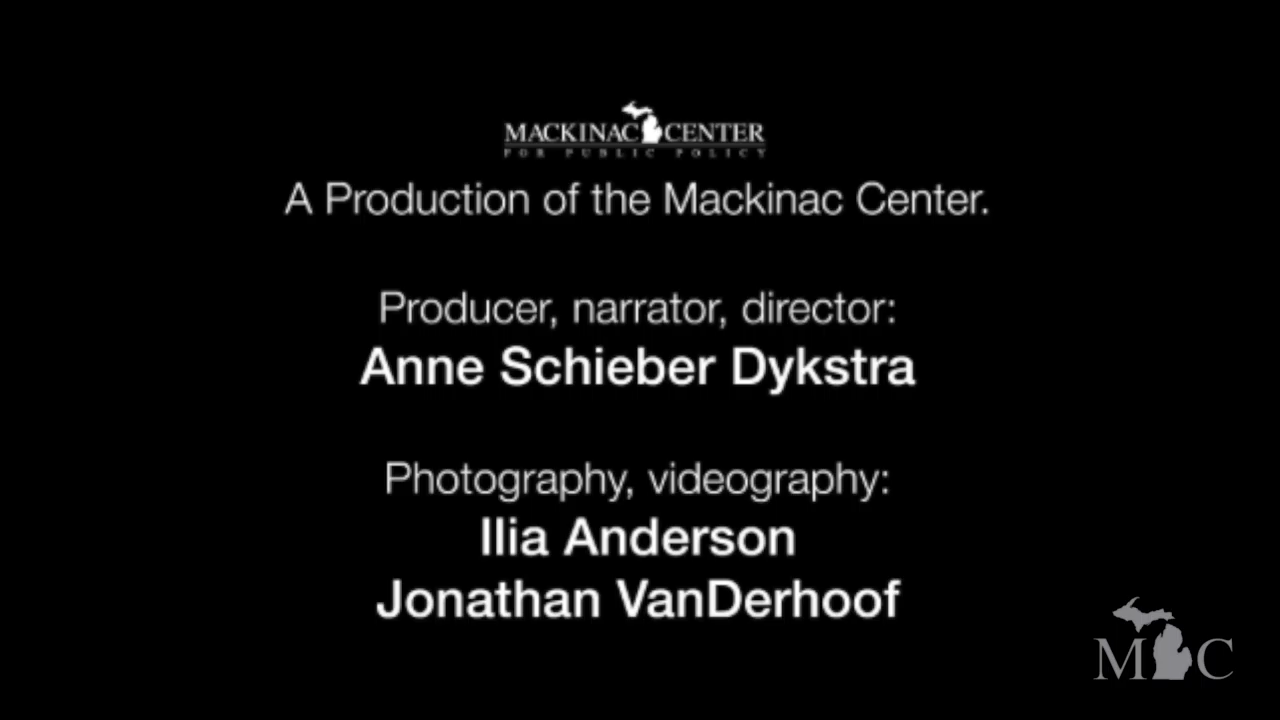 MACKINAC CENTER
FOR PUBLIC POLICY
A Production of the Mackinac Center.
Producer, narrator, director:
Anne Schieber Dykstra
Photography, videography:
Ilia Anderson
Jonathan VanDerhoof
M C